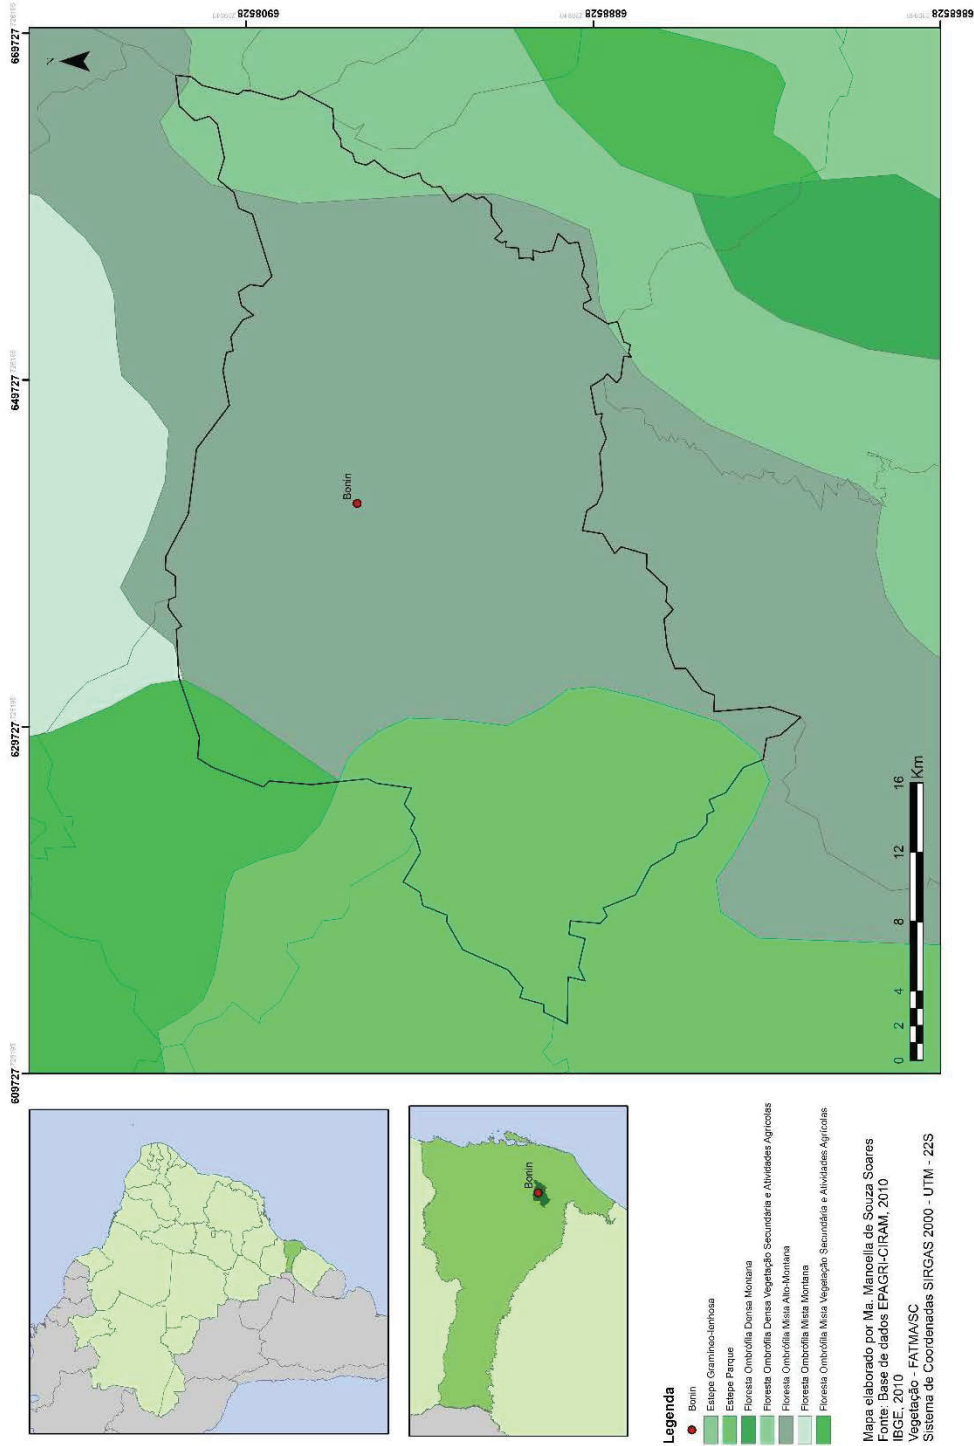 609727
629727
649727
669727
6908528
6888528
6868528
N
Bonin
0 2 4 8 12 16
Km
Bonin
Legenda
Bonin
Estepe Gramíneo-lenhosa
Estepe Parque
Floresta Ombrófila Densa Montana
Floresta Ombrófila Densa Vegetação Secundária e Atividades Agrícolas
Floresta Ombrófila Mista Alto-Montana
Floresta Ombrófila Mista Montana
Floresta Ombrófila Mista Vegetação Secundária e Atividades Agrícolas
Mapa elaborado por Ma. Manoella de Souza Soares
Fonte: Base de dados EPAGRI-CIRAM, 2010
IBGE, 2010
Vegetação - FATMA/SC
Sistema de Coordenadas SIRGAS 2000 - UTM - 22S